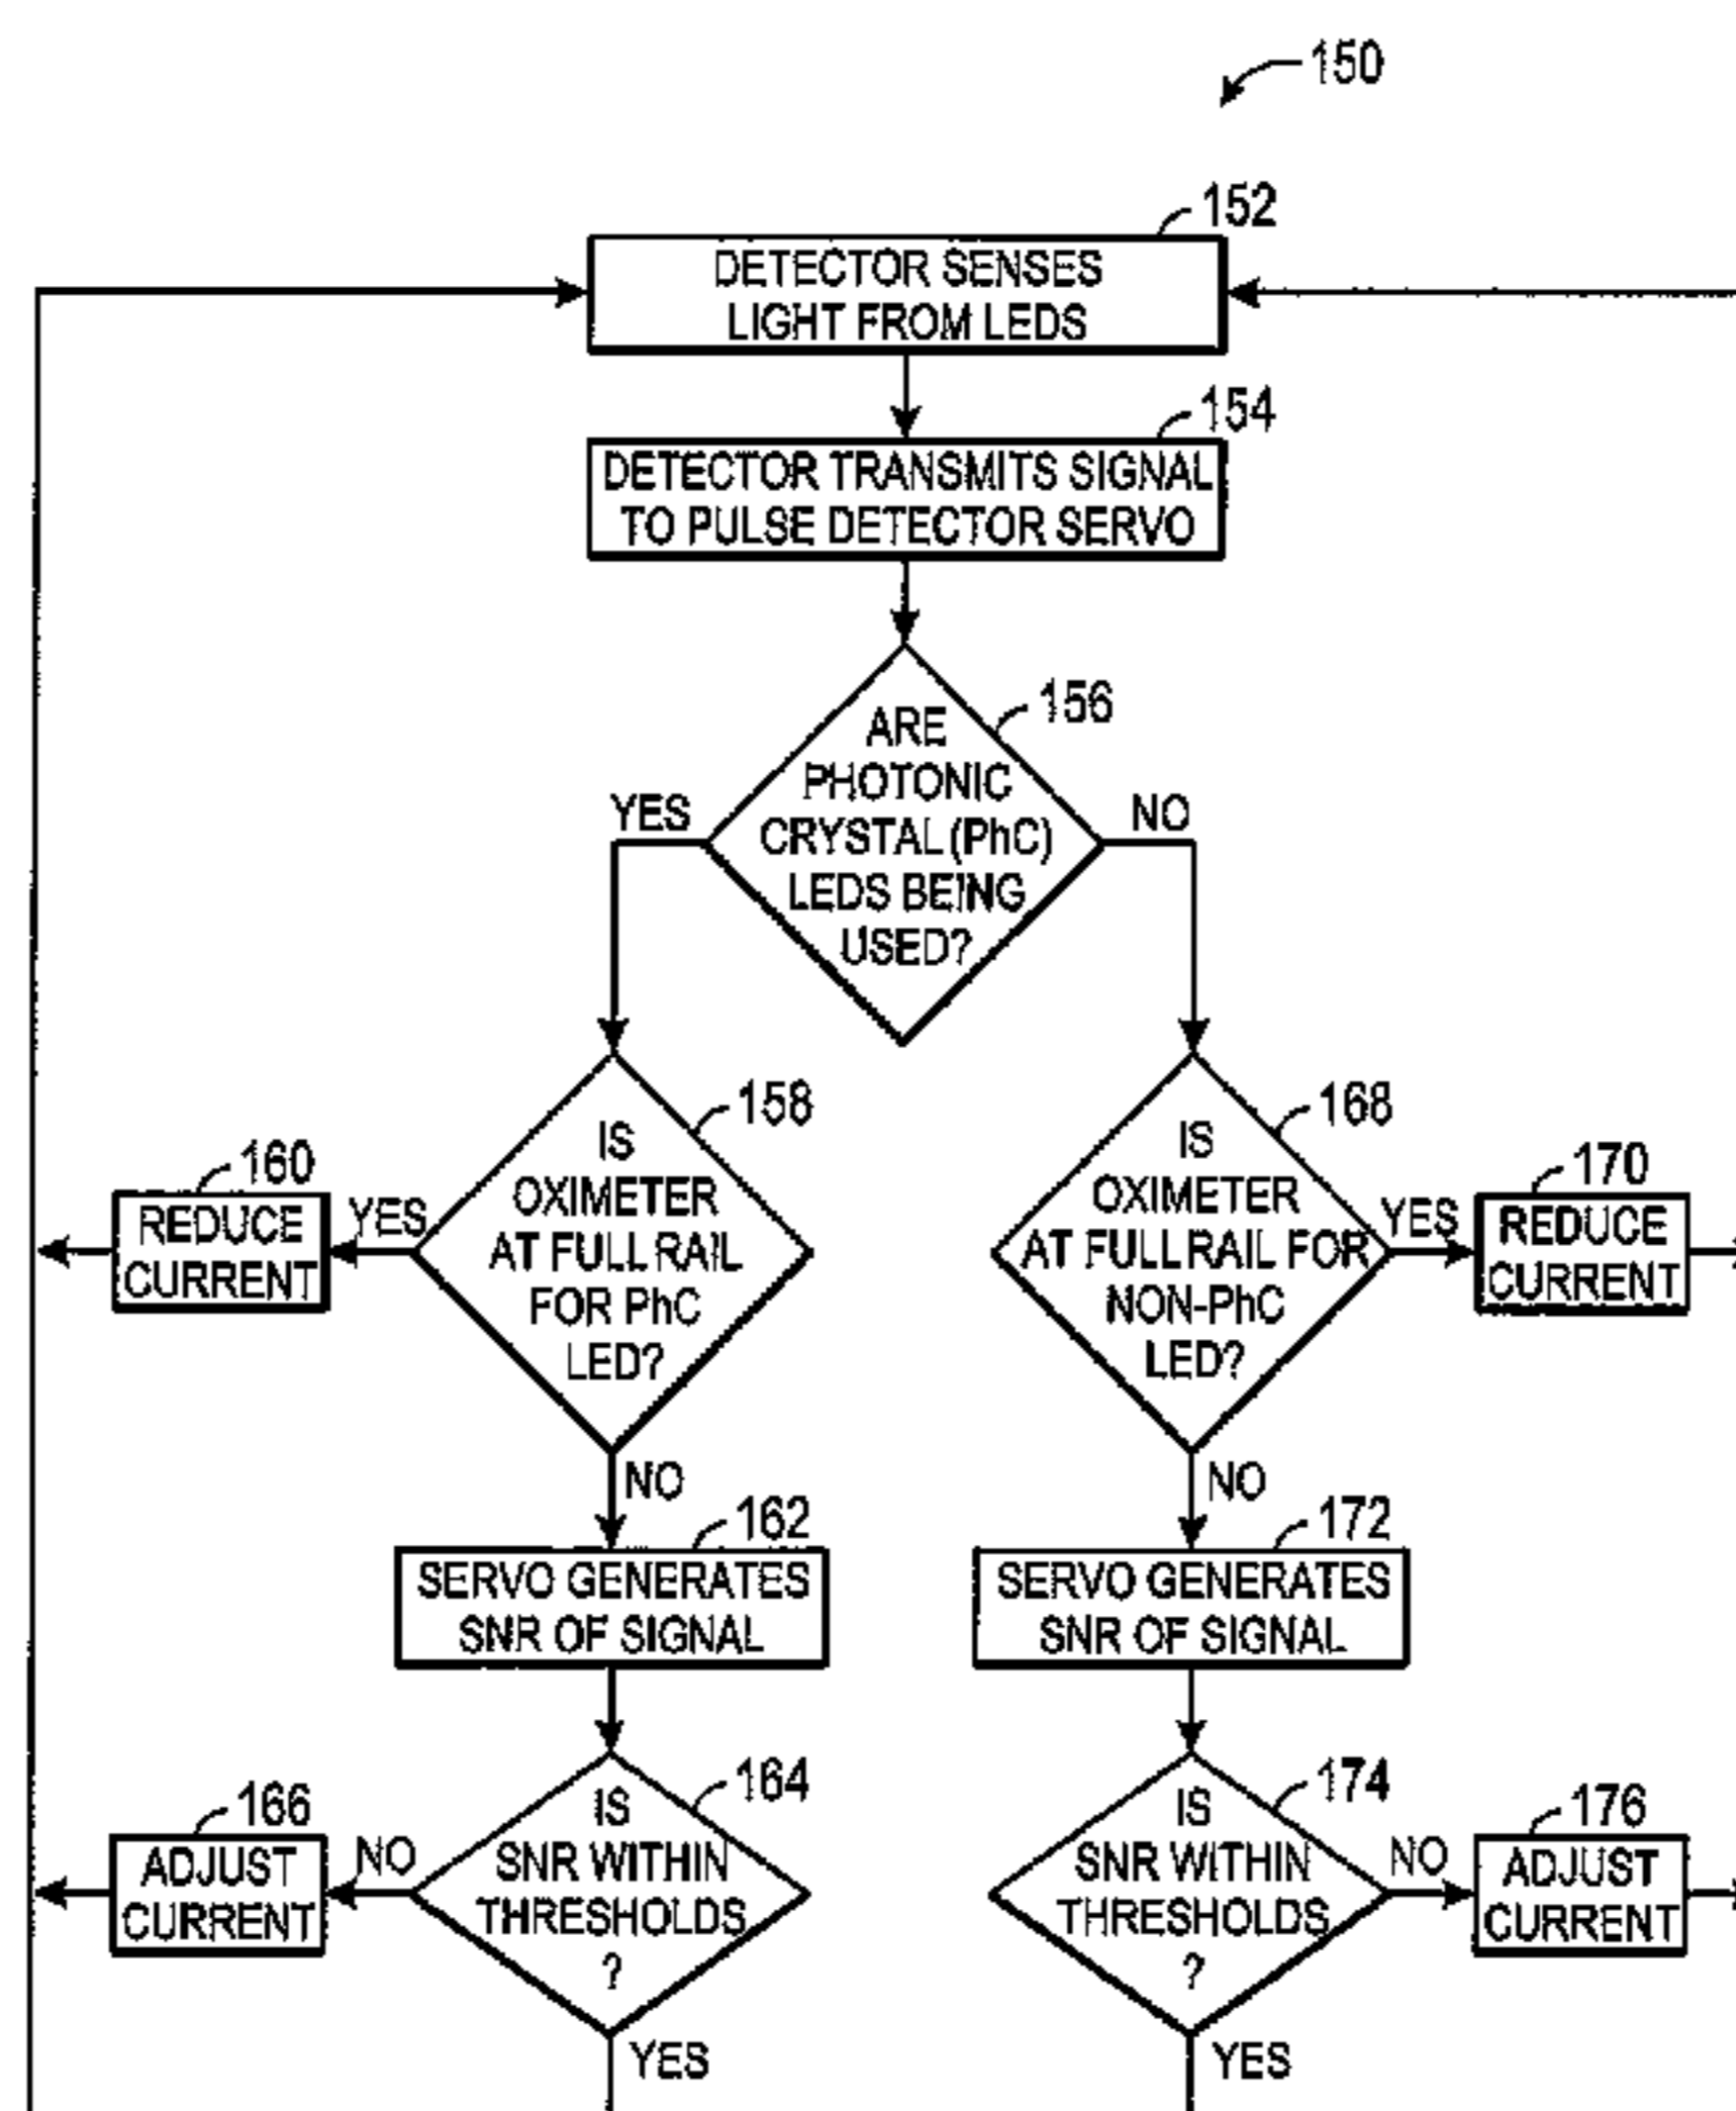 150
152
DETECTOR SENSES
LIGHT FROM LEDS
154
DETECTOR TRANSMITS SIGNAL
TO PULSE DETECTOR SERVO
156
ARE
PHOTONIC
CRYSTAL (PhC)
LEDS BEING
USED?
YES
NO
158
IS
OXIMETER
AT FULL RAIL
FOR PhC
LED?
YES
160
REDUCE
CURRENT
NO
162
SERVO GENERATES
SNR OF SIGNAL
164
IS
SNR WITHIN
THRESHOLDS
?
NO
166
ADJUST
CURRENT
YES
168
IS
OXIMETER
AT FULL RAIL FOR
NON-PhC
LED?
YES
170
REDUCE
CURRENT
NO
172
SERVO GENERATES
SNR OF SIGNAL
174
IS
SNR WITHIN
THRESHOLDS
?
NO
176
ADJUST
CURRENT
YES